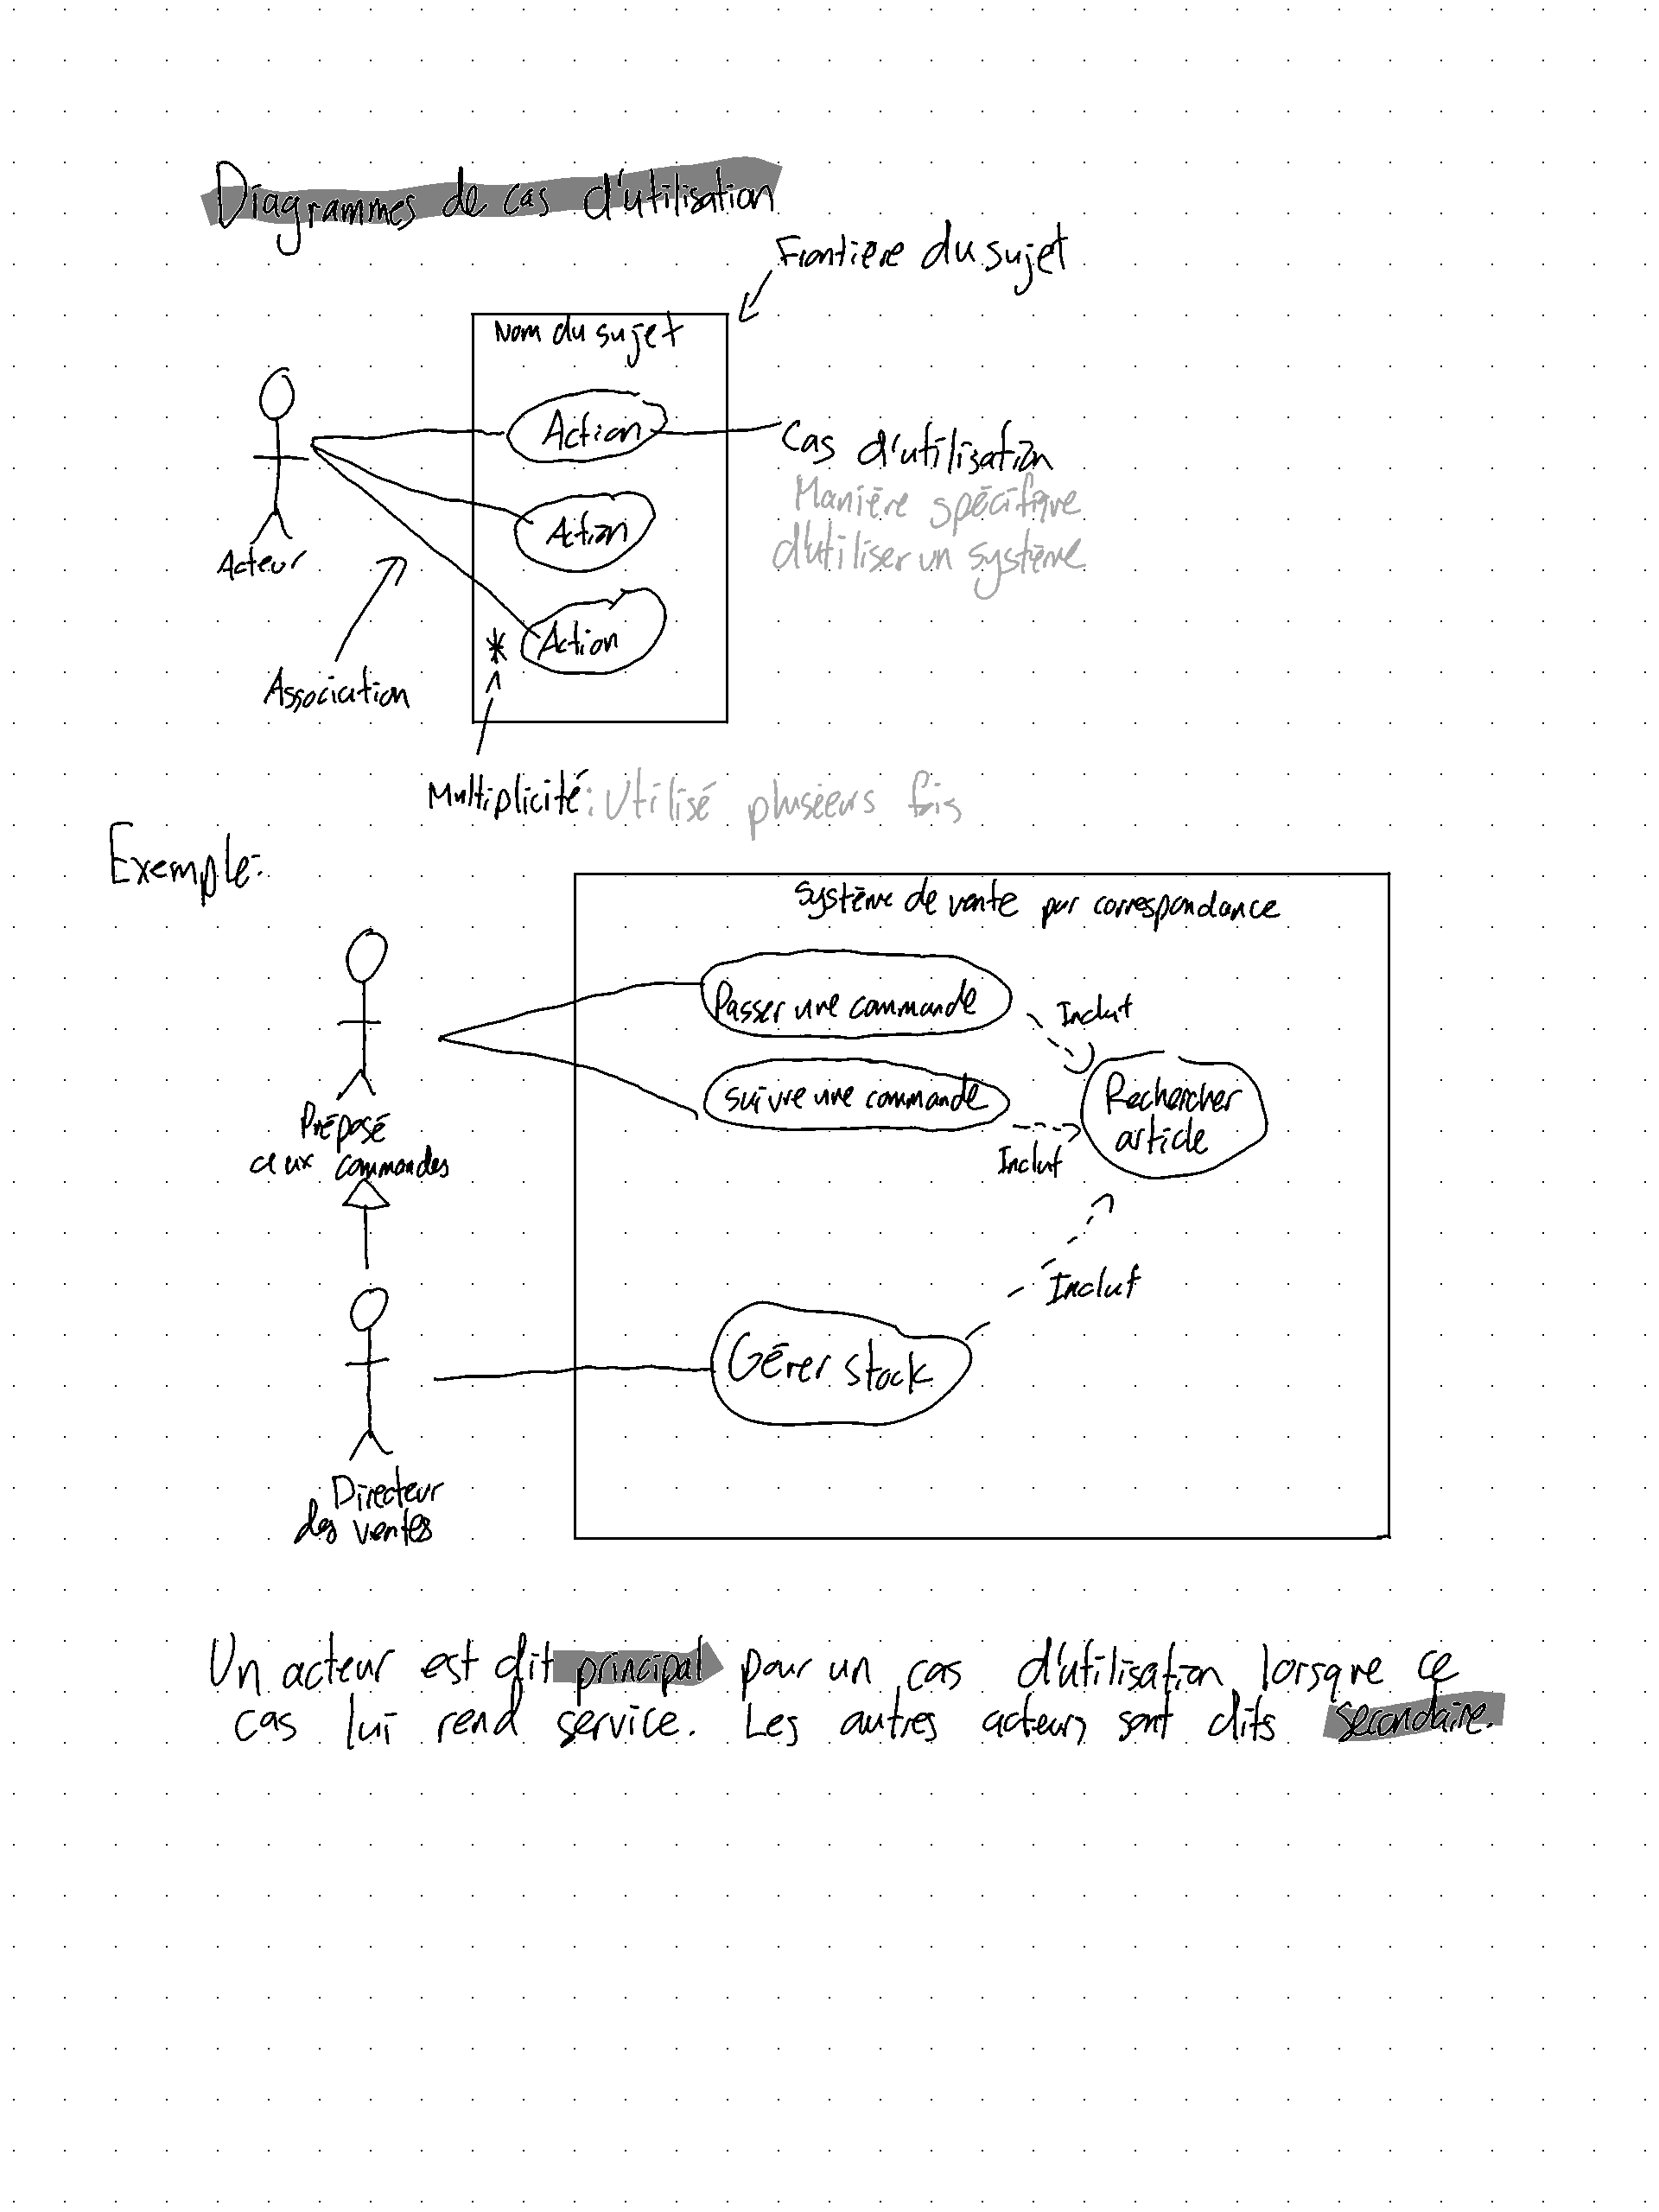 Diagrammes de cas d'utilisation
Frontière du sujet
Nom du sujet
Action
Cas d'utilisation
Manière spécifique
d'utiliser un système
Action
Acteur
Action
*
Association
Multiplicité : Utilisé plusieurs fois
Exemple:
Système de vente par correspondance
Passer une commande
Inclut
Suivre une commande
Rechercher
article
Inclut
Préposé
aux commandes
Inclut
Gérer stock
Directeur
des ventes
Un acteur est dit principal pour un cas d'utilisation lorsque ce
cas lui rend service. Les autres acteurs sont dits secondaire.